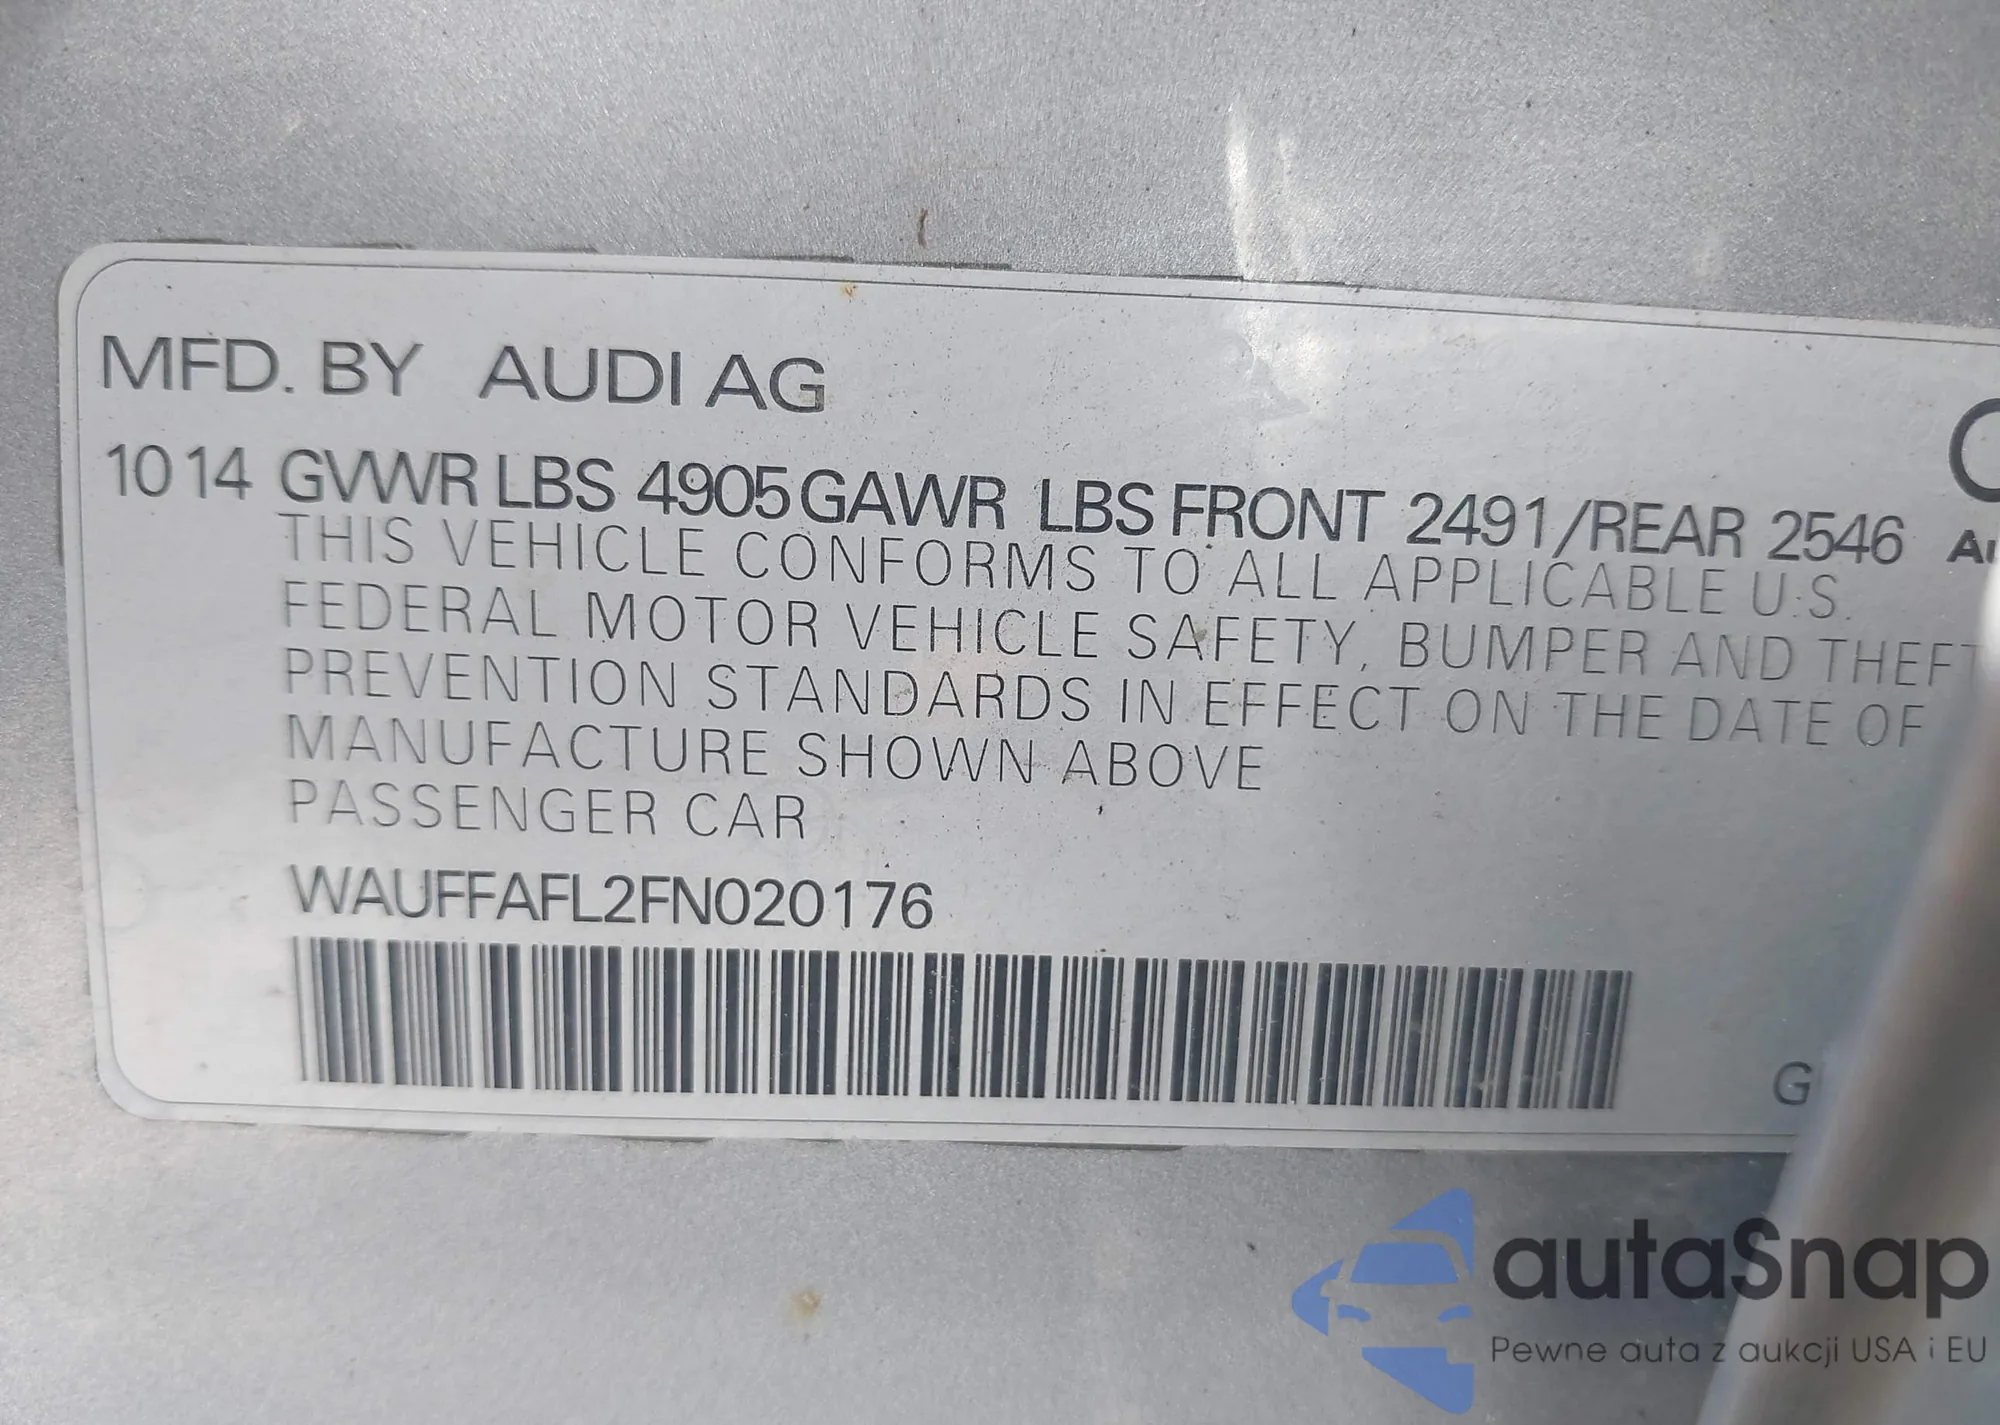 MFD. BY AUDI AG
1014 GVWR LBS 4905 GAWR LBS FRONT 2491/REAR 2546
THIS VEHICLE CONFORMS TO ALL APPLICABLE U.S.
FEDERAL MOTOR VEHICLE SAFETY, BUMPER AND THEFT
PREVENTION STANDARDS IN EFFECT ON THE DATE OF
MANUFACTURE SHOWN ABOVE
PASSENGER CAR
WAUFFAFL2FN020176
autaSnap
Pewne auta z aukcji USA i EU